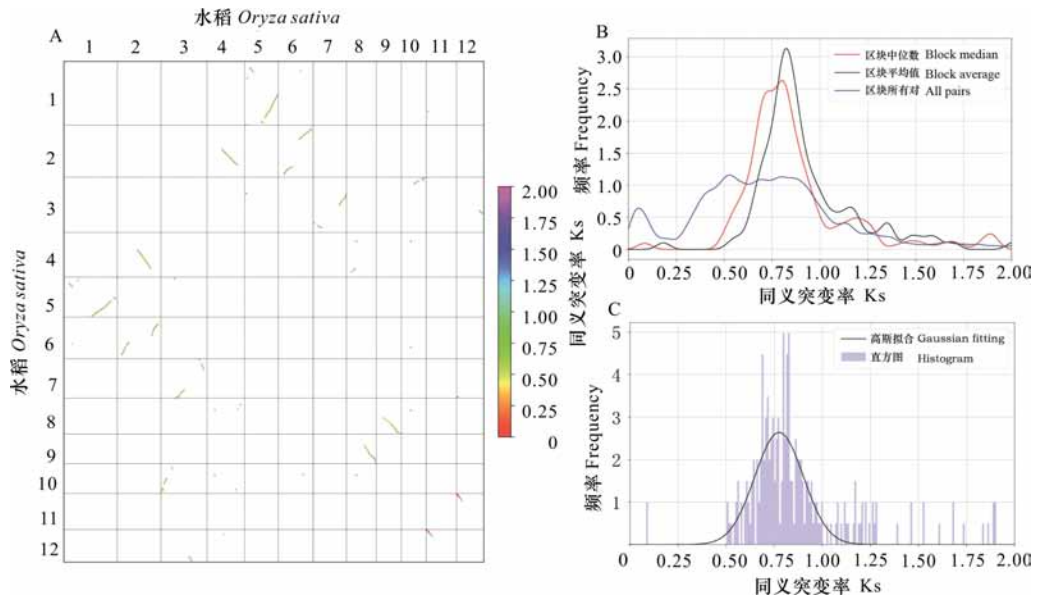 水稻 Oryza sativa
A
1 2 3 4 5 6 7 8 9 10 11 12
水稻 Oryza sativa
1
2
3
4
5
6
7
8
9
10
11
12
2.00
1.75
1.50
1.25
1.00
0.75
0.50
0.25
0
同义突变率 Ks
B
频率 Frequency
3.0
2.5
2.0
1.5
1.0
0.5
0
区块中位数 Block median
区块平均值 Block average
区块所有对 All pairs
0 0.25 0.50 0.75 1.00 1.25 1.50 1.75 2.00
同义突变率 Ks
C
频率 Frequency
5
4
3
2
1
高斯拟合 Gaussian fitting
直方图 Histogram
0 0.25 0.50 0.75 1.00 1.25 1.50 1.75 2.00
同义突变率 Ks